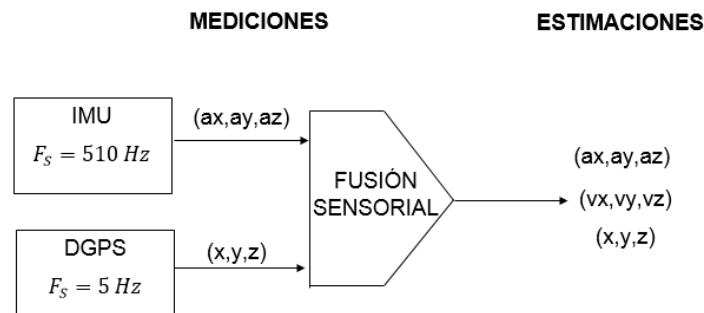 MEDICIONES
ESTIMACIONES
IMU
F_S = 510 Hz
(ax,ay,az)
FUSIÓN
SENSORIAL
(ax,ay,az)
(vx,vy,vz)
(x,y,z)
DGPS
F_S = 5 Hz
(x,y,z)